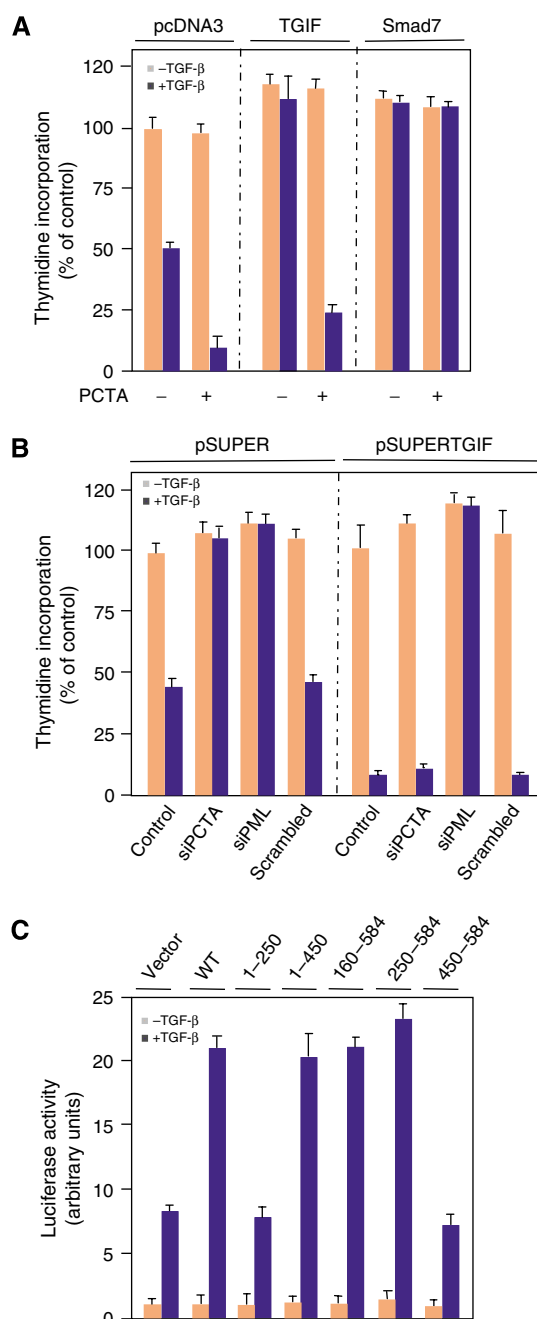 A
pcDNA3 TGIF Smad7
–TGF-β
+TGF-β
Thymidine incorporation
(% of control)
120
100
75
50
25
0
PCTA – + – + – +
B
pSUPER pSUPERTGIF
–TGF-β
+TGF-β
Thymidine incorporation
(% of control)
120
100
75
50
25
0
Control siPCTA siPML Scrambled Control siPCTA siPML Scrambled
C
Vector WT 1–250 1–450 160–584 250–584 450–584
–TGF-β
+TGF-β
Luciferase activity
(arbitrary units)
25
20
15
10
5
0